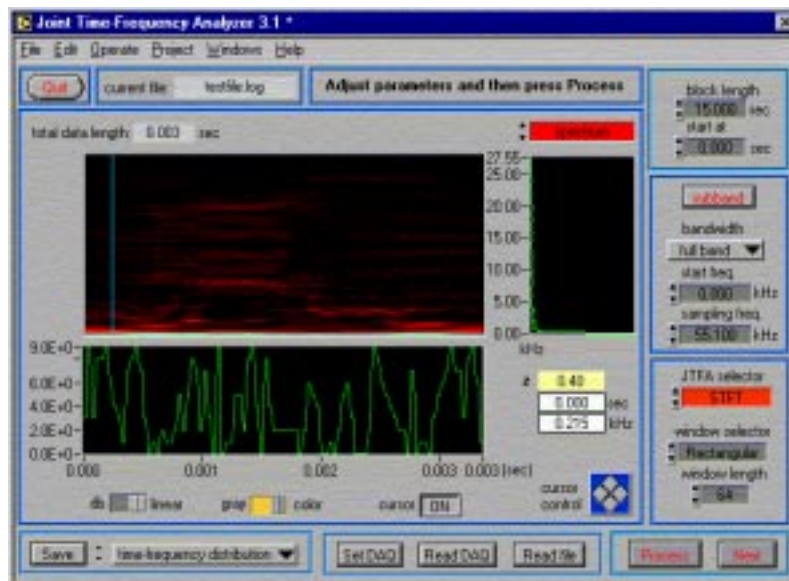 Joint Time-Frequency Analyzer 3.1 *
File Edit Operate Project Windows Help
Quit
current file: testfile.log
Adjust parameters and then press Process
block length
15.000 sec
start at
0.000 sec
total data length 0.003 sec
spectrum
27.55
25.00
20.00
15.00
10.00
5.00
0.00
kHz
subband
bandwidth
full band
start freq.
0.000 kHz
sampling freq.
55.100 kHz
9.0E+0
6.0E+0
4.0E+0
2.0E+0
0.0E+0
0.000 0.001 0.002 0.003 0.003 [sec]
z 0.40
0.000 sec
0.275 kHz
JTFA selector
STFT
window selector
Rectangular
window length
64
db linear gray color cursor ON
cursor control
Save time-frequency distribution
Set DAQ Read DAQ Read file
Process Next